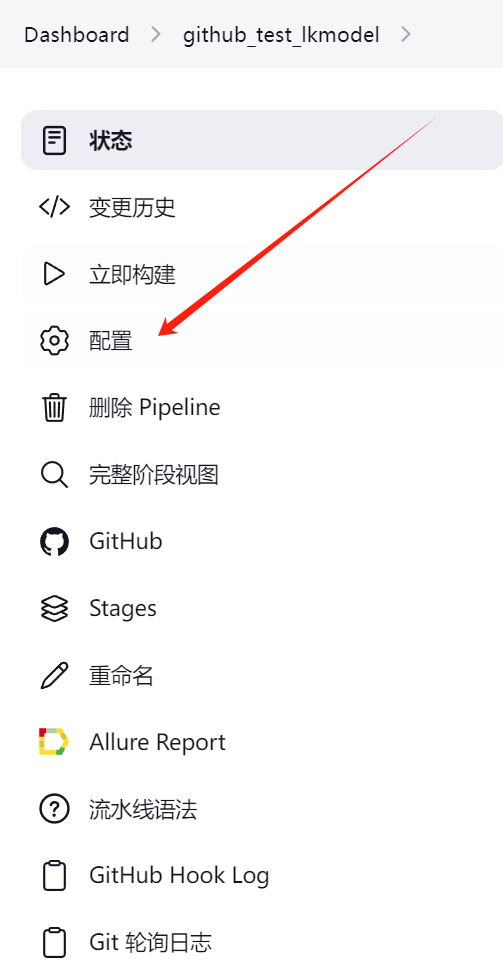 Dashboard > github_test_lkmodel >
状态
变更历史
立即构建
配置
删除 Pipeline
完整阶段视图
GitHub
Stages
重命名
Allure Report
流水线语法
GitHub Hook Log
Git 轮询日志